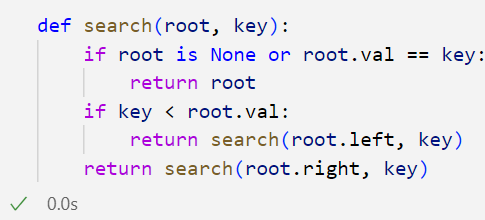 def search(root, key):
    if root is None or root.val == key:
        return root
    if key < root.val:
        return search(root.left, key)
    return search(root.right, key)
0.0s